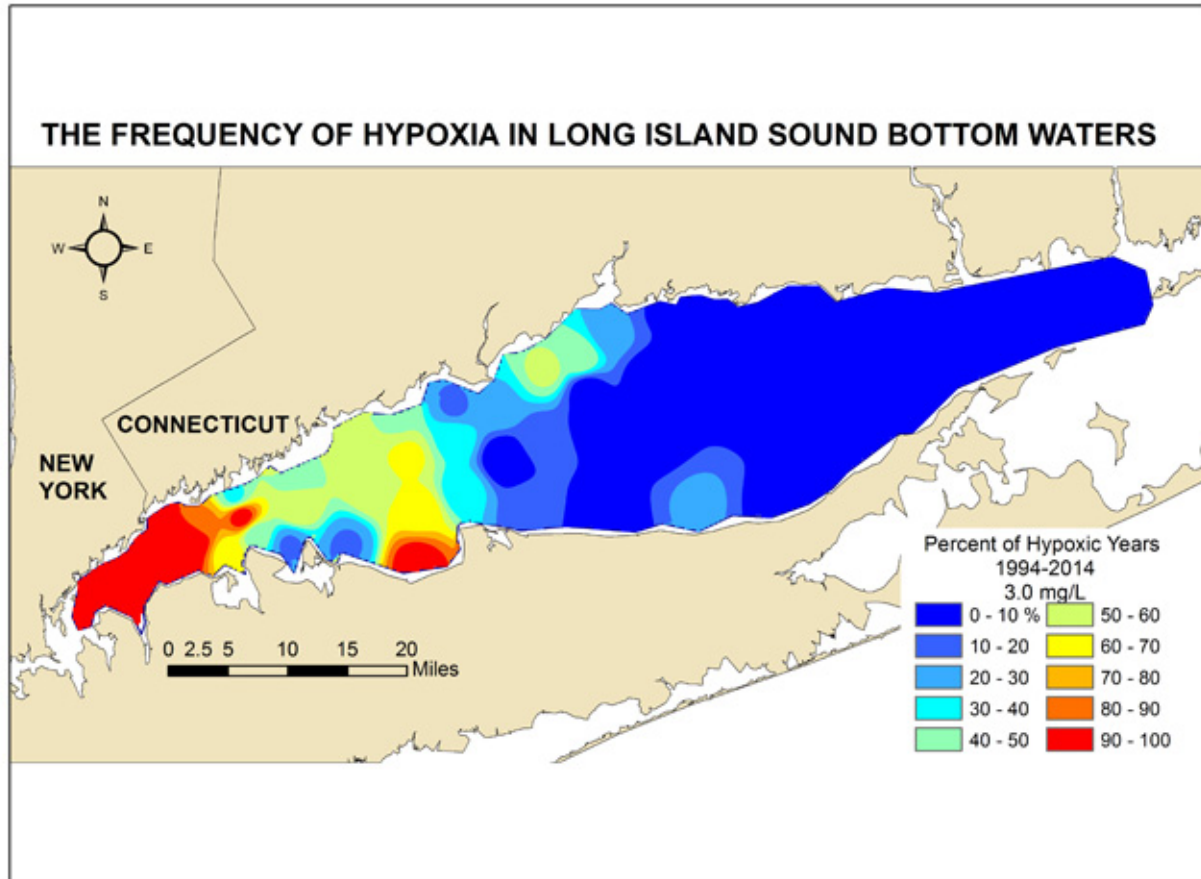 THE FREQUENCY OF HYPOXIA IN LONG ISLAND SOUND BOTTOM WATERS
N
W E
S
CONNECTICUT
NEW
YORK
0 2.5 5 10 15 20
Miles
Percent of Hypoxic Years
1994-2014
3.0 mg/L
0 - 10 % 50 - 60
10 - 20 60 - 70
20 - 30 70 - 80
30 - 40 80 - 90
40 - 50 90 - 100